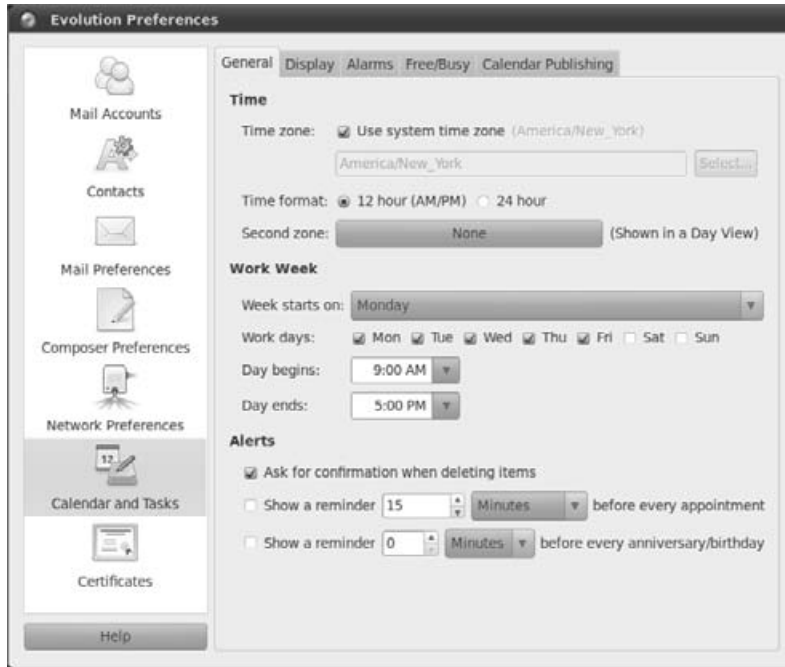 Evolution Preferences
Mail Accounts
Contacts
Mail Preferences
Composer Preferences
Network Preferences
12
Calendar and Tasks
Certificates
Help
General Display Alarms Free/Busy Calendar Publishing
Time
Time zone: Use system time zone (America/New_York)
America/New_York Select...
Time format: 12 hour (AM/PM) 24 hour
Second zone: None (Shown in a Day View)
Work Week
Week starts on: Monday
Work days: Mon Tue Wed Thu Fri Sat Sun
Day begins: 9:00 AM
Day ends: 5:00 PM
Alerts
Ask for confirmation when deleting items
Show a reminder 15 Minutes before every appointment
Show a reminder 0 Minutes before every anniversary/birthday